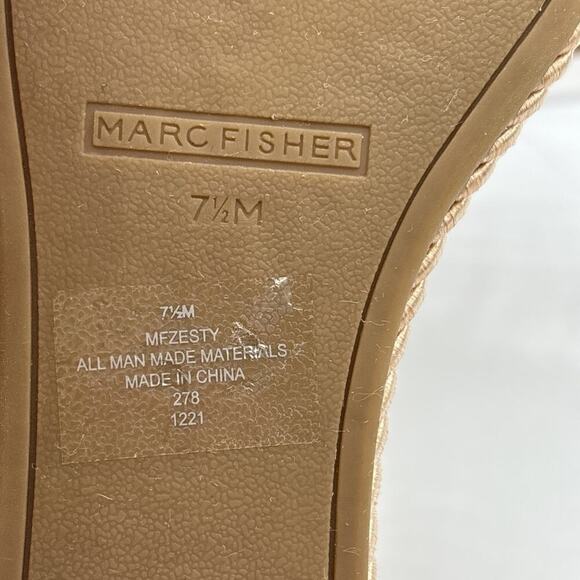 MARC FISHER
7½M
7½M
MFZESTY
ALL MAN MADE MATERIALS
MADE IN CHINA
278
1221